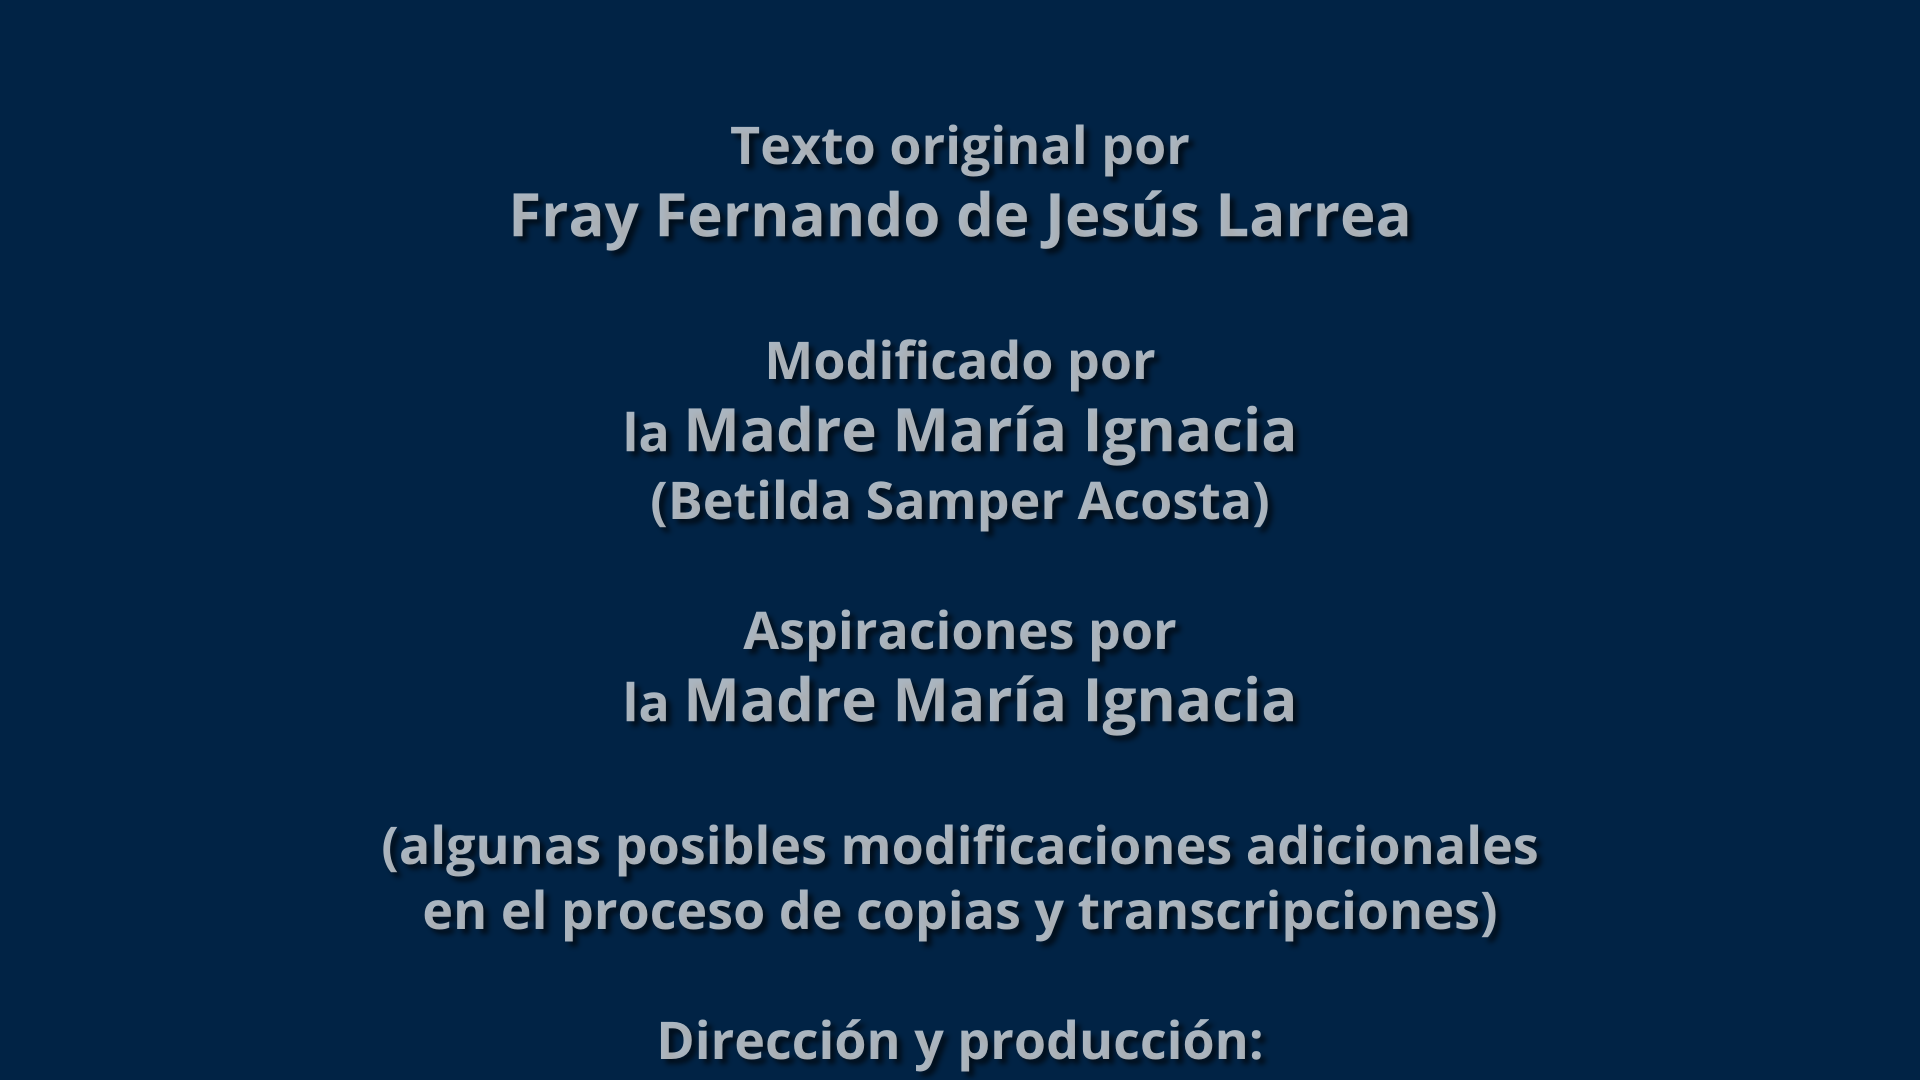 Texto original por
Fray Fernando de Jesús Larrea
Modificado por
la Madre María Ignacia
(Betilda Samper Acosta)
Aspiraciones por
la Madre María Ignacia
(algunas posibles modificaciones adicionales
en el proceso de copias y transcripciones)
Dirección y producción: